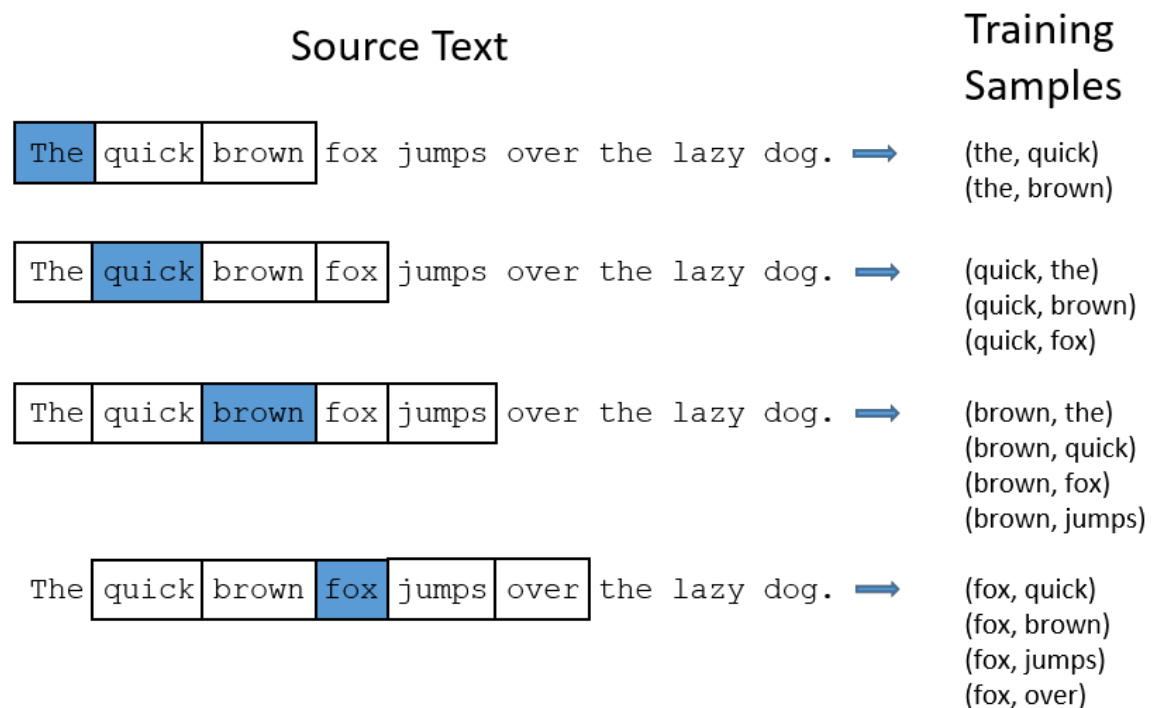 Source Text
Training
Samples
The quick brown fox jumps over the lazy dog.
(the, quick)
(the, brown)
The quick brown fox jumps over the lazy dog.
(quick, the)
(quick, brown)
(quick, fox)
The quick brown fox jumps over the lazy dog.
(brown, the)
(brown, quick)
(brown, fox)
(brown, jumps)
The quick brown fox jumps over the lazy dog.
(fox, quick)
(fox, brown)
(fox, jumps)
(fox, over)